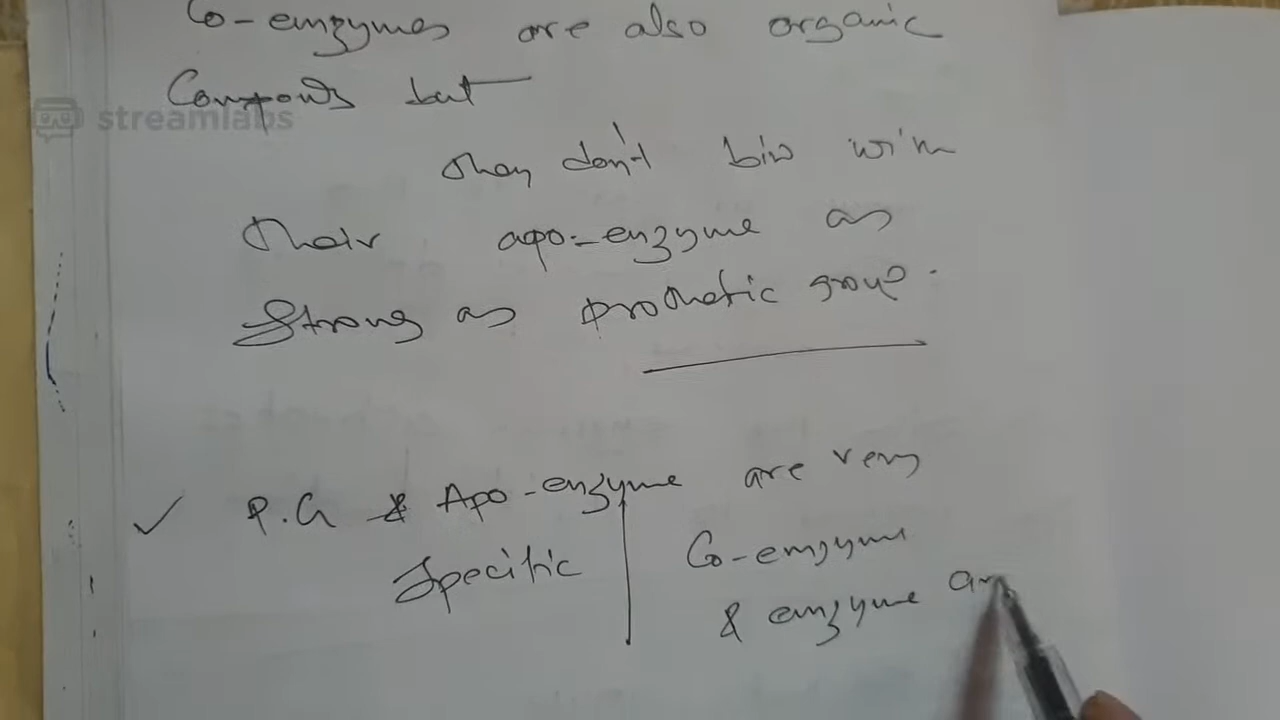 Co-enzymes are also organic
Compounds but
streamlabs
they don't bind with
their apo-enzyme as
Strong as prosthetic group.
P.G & Apo-enzyme are very
Specific
Co-enzyme
& enzyme are